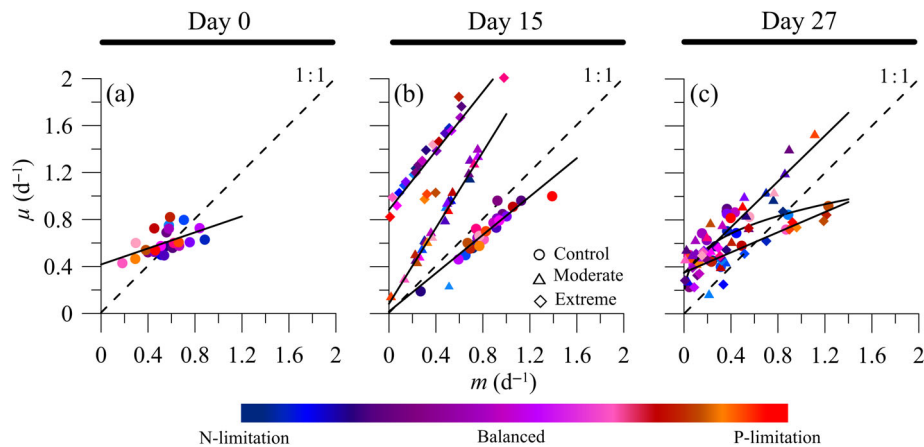 Day 0 Day 15 Day 27
1:1 1:1 1:1
(a) (b) (c)
2
1.6
1.2
0.8
0.4
0
μ (d⁻¹)
Control
Moderate
Extreme
0 0.4 0.8 1.2 1.6 2 0 0.4 0.8 1.2 1.6 2 0 0.4 0.8 1.2 1.6 2
m (d⁻¹)
N-limitation Balanced P-limitation